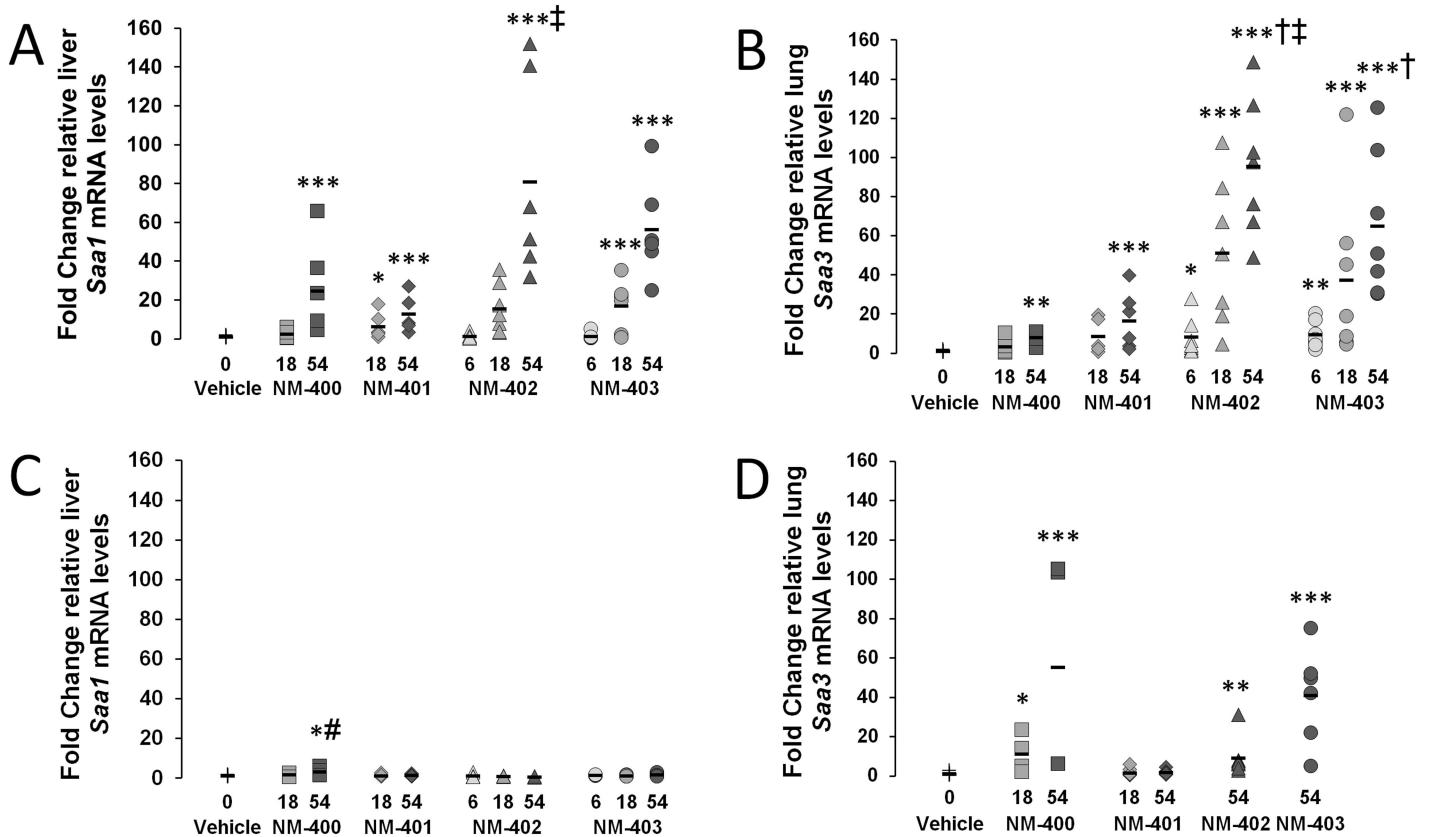 A
Fold Change relative liver
Saa1 mRNA levels
160
140
120
100
80
60
40
20
0
***
*
***
***‡
***
***
0 18 54 18 54 6 18 54 6 18 54
Vehicle NM-400 NM-401 NM-402 NM-403
B
Fold Change relative lung
Saa3 mRNA levels
160
140
120
100
80
60
40
20
0
**
***
*
***
***†‡
**
***
***†
0 18 54 18 54 6 18 54 6 18 54
Vehicle NM-400 NM-401 NM-402 NM-403
C
Fold Change relative liver
Saa1 mRNA levels
160
140
120
100
80
60
40
20
0
*#
0 18 54 18 54 6 18 54 6 18 54
Vehicle NM-400 NM-401 NM-402 NM-403
D
Fold Change relative lung
Saa3 mRNA levels
160
140
120
100
80
60
40
20
0
*
***
**
***
0 18 54 18 54 54 54
Vehicle NM-400 NM-401 NM-402 NM-403